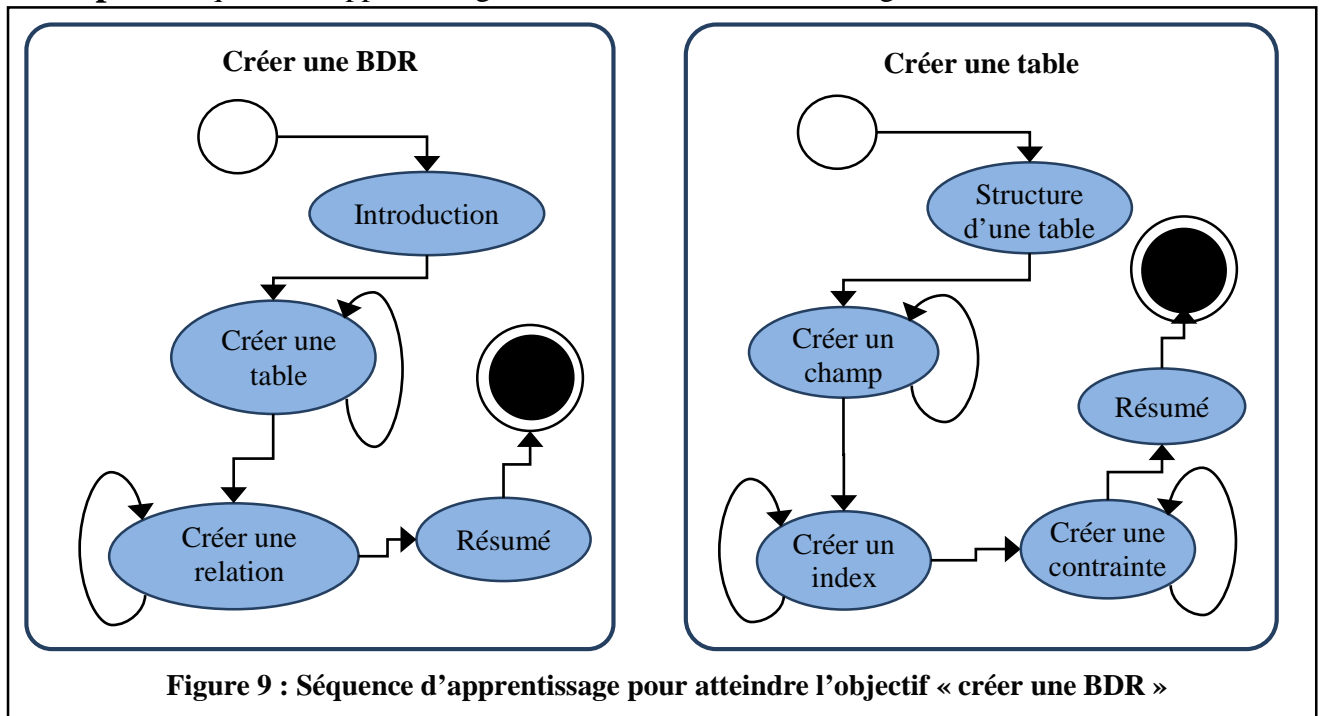 Créer une BDR
Introduction
Créer une
table
Créer une
relation
Résumé
Créer une table
Structure
d’une table
Créer un
champ
Créer un
index
Créer une
contrainte
Résumé
Figure 9 : Séquence d’apprentissage pour atteindre l’objectif « créer une BDR »